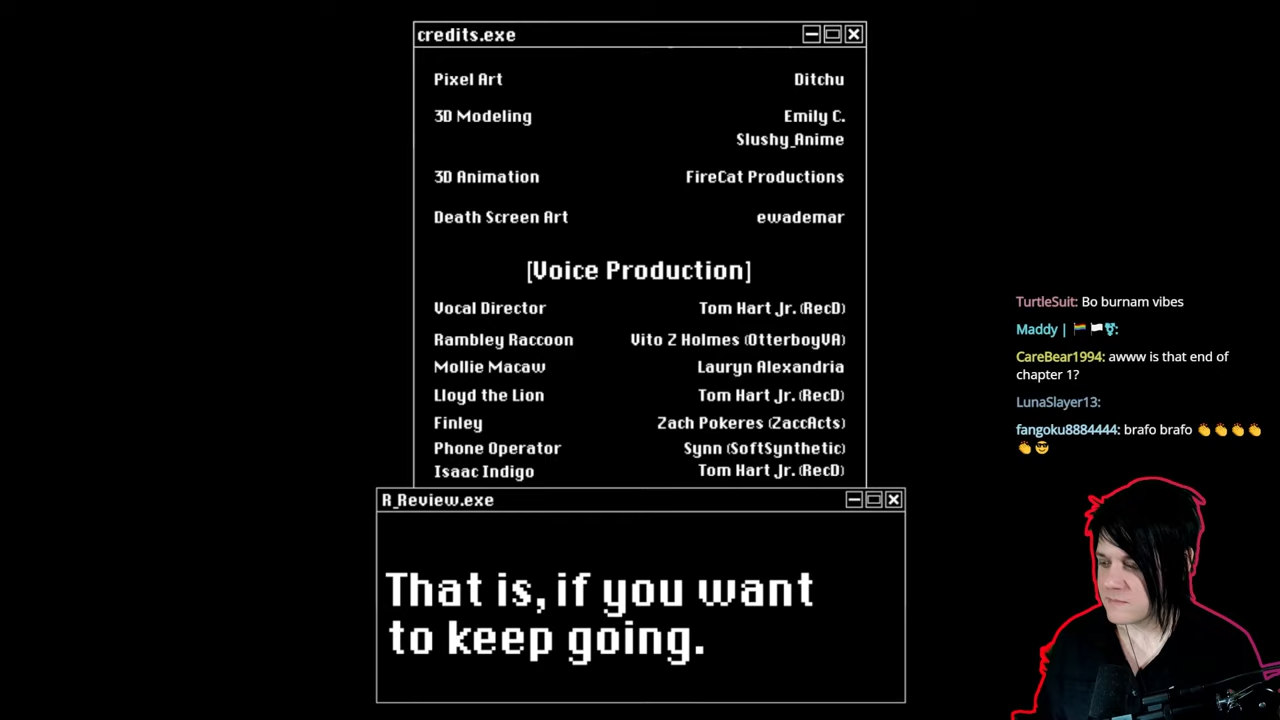 credits.exe
Pixel Art Ditchu
3D Modeling Emily C.
Slushy_Anime
3D Animation FireCat Productions
Death Screen Art ewademar
[Voice Production]
Vocal Director Tom Hart Jr. (RecD)
Rambley Raccoon Vito Z Holmes (OtterboyVA)
Mollie Macaw Lauryn Alexandria
Lloyd the Lion Tom Hart Jr. (RecD)
Finley Zach Pokeres (ZaccActs)
Phone Operator Synn (SoftSynthetic)
Isaac Indigo Tom Hart Jr. (RecD)
R_Review.exe
That is, if you want
to keep going.
TurtleSuit: Bo burnam vibes
Maddy | 🏳️‍🌈 🏳️⚧:
CareBear1994: awww is that end of
chapter 1?
LunaSlayer13:
fangoku8884444: brafo brafo 👏👏👏👏
👏😎